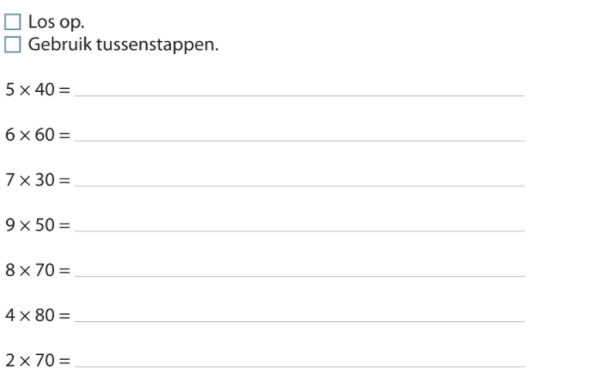 Los op.
Gebruik tussenstappen.
5 × 40 =
6 × 60 =
7 × 30 =
9 × 50 =
8 × 70 =
4 × 80 =
2 × 70 =